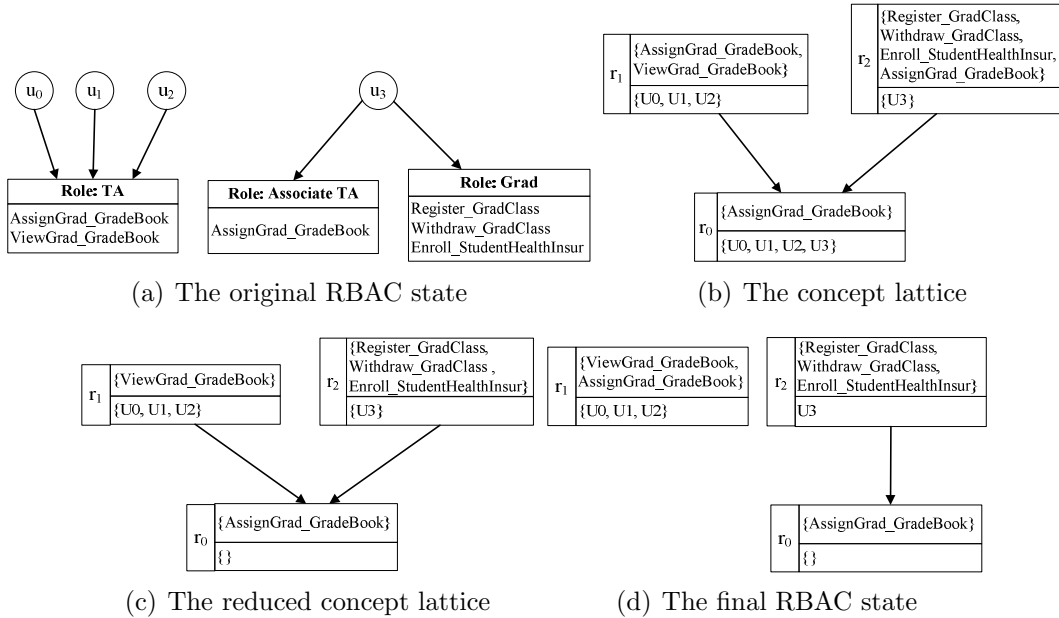 u0
u1
u2
u3
Role: TA
AssignGrad_GradeBook
ViewGrad_GradeBook
Role: Associate TA
AssignGrad_GradeBook
Role: Grad
Register_GradClass
Withdraw_GradClass
Enroll_StudentHealthInsur
(a) The original RBAC state
r1
{AssignGrad_GradeBook,
ViewGrad_GradeBook}
{U0, U1, U2}
r2
{Register_GradClass,
Withdraw_GradClass,
Enroll_StudentHealthInsur,
AssignGrad_GradeBook}
{U3}
r0
{AssignGrad_GradeBook}
{U0, U1, U2, U3}
(b) The concept lattice
r1
{ViewGrad_GradeBook}
{U0, U1, U2}
r2
{Register_GradClass,
Withdraw_GradClass ,
Enroll_StudentHealthInsur}
{U3}
r0
{AssignGrad_GradeBook}
{}
(c) The reduced concept lattice
r1
{ViewGrad_GradeBook,
AssignGrad_GradeBook}
{U0, U1, U2}
r2
{Register_GradClass,
Withdraw_GradClass,
Enroll_StudentHealthInsur}
U3
r0
{AssignGrad_GradeBook}
{}
(d) The final RBAC state